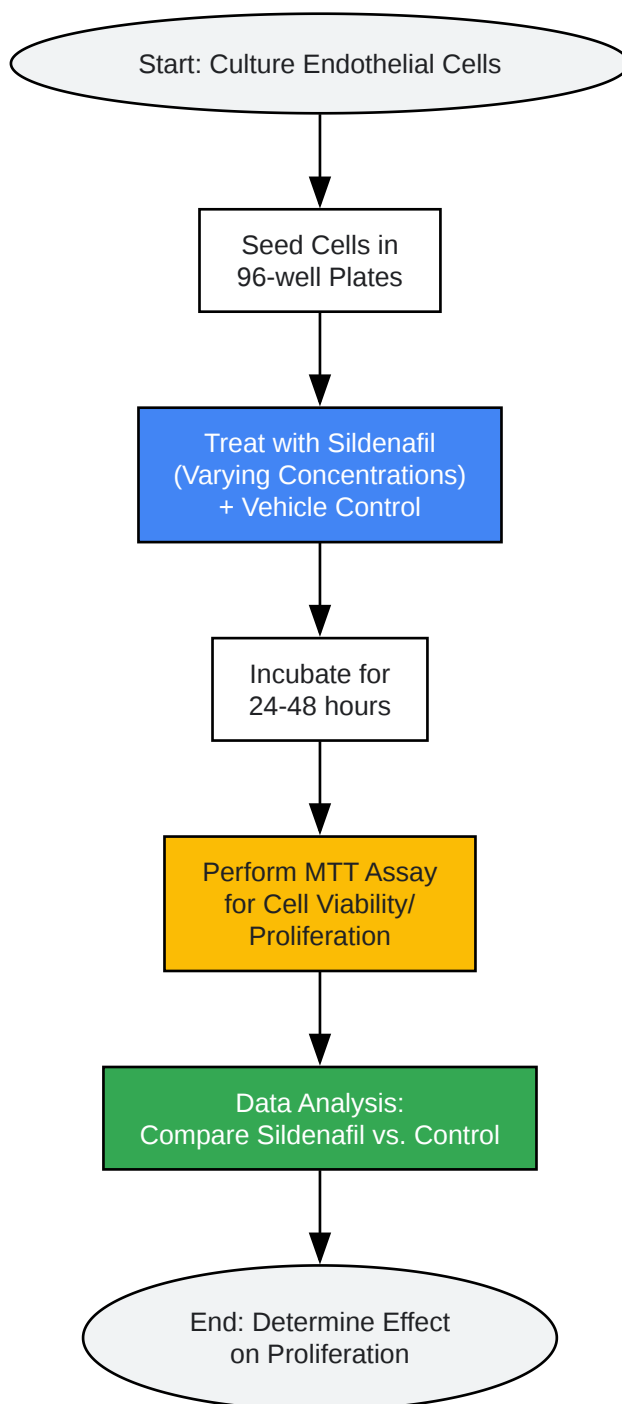 Start: Culture Endothelial Cells
Seed Cells in
96-well Plates
Treat with Sildenafil
(Varying Concentrations)
+ Vehicle Control
Incubate for
24-48 hours
Perform MTT Assay
for Cell Viability/
Proliferation
Data Analysis:
Compare Sildenafil vs. Control
End: Determine Effect
on Proliferation